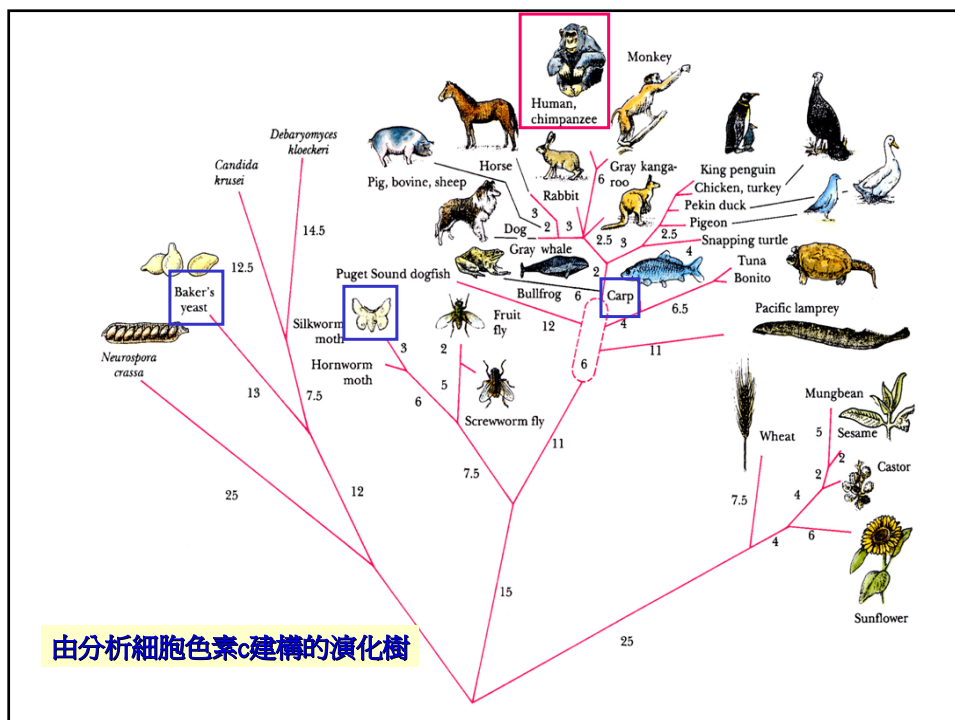 Human,
chimpanzee
Monkey
Debaryomyces
kloeckeri
Candida
krusei
Horse
Pig, bovine, sheep
Rabbit
Gray kanga-
roo
King penguin
Chicken, turkey
Pekin duck
Pigeon
Snapping turtle
Dog
Gray whale
Tuna
Bonito
Puget Sound dogfish
Bullfrog
Carp
Pacific lamprey
Baker's
yeast
Silkworm
moth
Fruit
fly
Hornworm
moth
Screwworm fly
Neurospora
crassa
Mungbean
Sesame
Wheat
Castor
Sunflower
6
3
2
3
2.5
3
2.5
4
2
14.5
12.5
6
12
4
6.5
11
6
3
2
5
6
13
7.5
11
7.5
25
12
15
5
2
2
4
7.5
4
6
25
由分析細胞色素c建構的演化樹